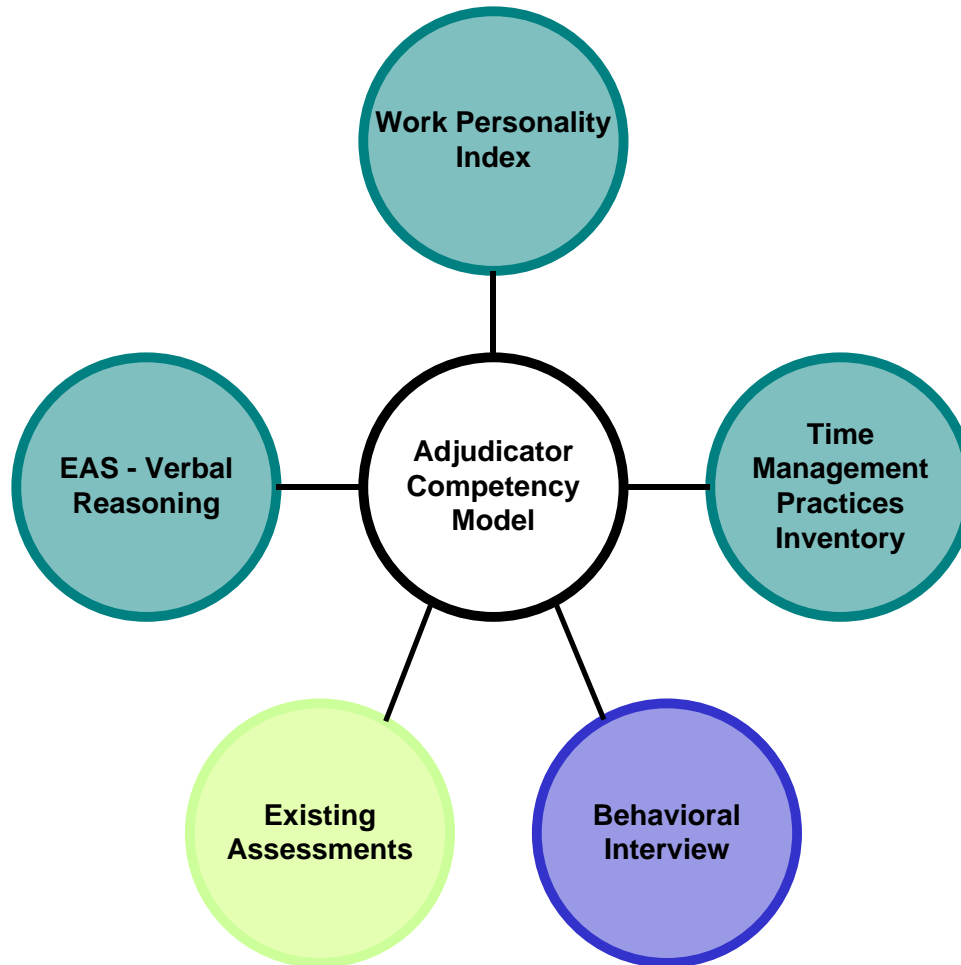 Work Personality
Index
EAS - Verbal
Reasoning
Adjudicator
Competency
Model
Time
Management
Practices
Inventory
Existing
Assessments
Behavioral
Interview